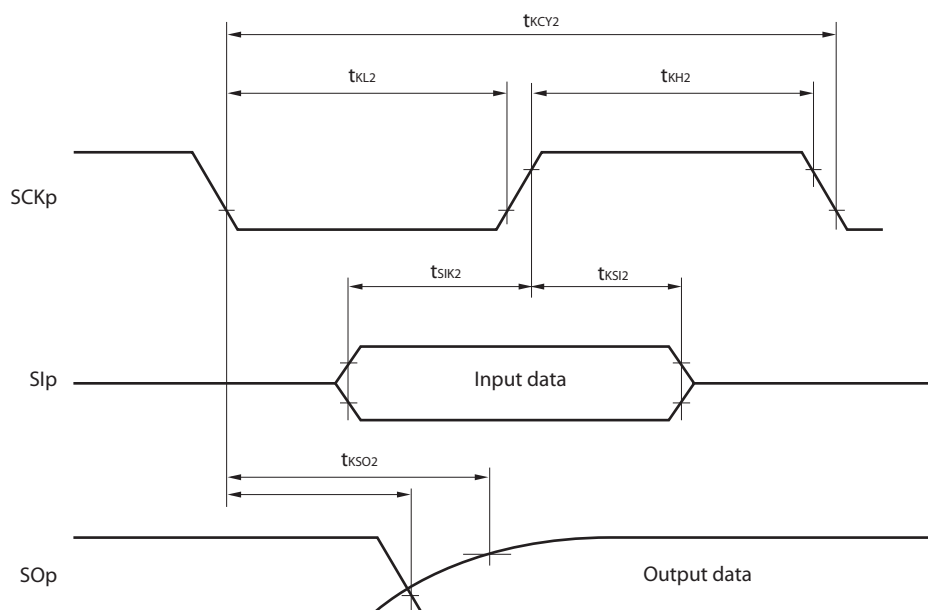 tKCY2
tKL2
tKH2
SCKp
tSIK2
tKSI2
SIp
Input data
tKSO2
SOp
Output data